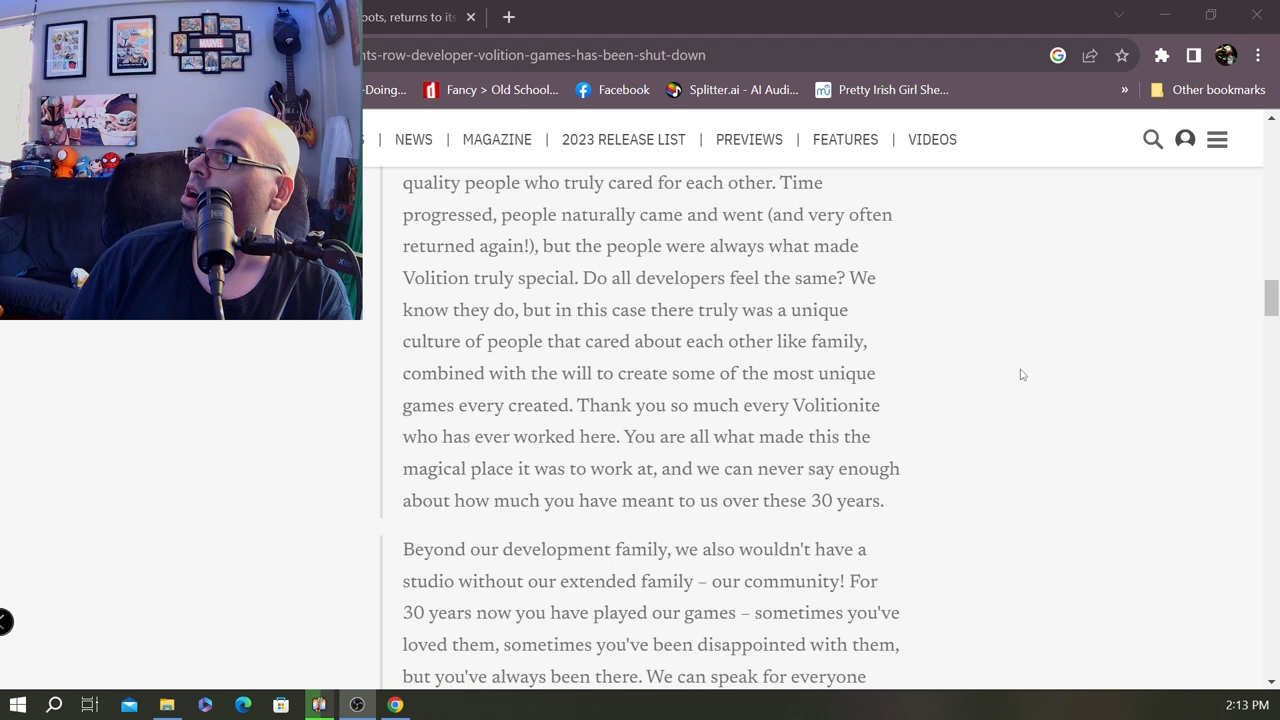 oots, returns to its
nts-row-developer-volition-games-has-been-shut-down
-Doing...
Fancy > Old School...
Facebook
Splitter.ai - AI Audi...
Pretty Irish Girl She...
»
Other bookmarks
NEWS | MAGAZINE | 2023 RELEASE LIST | PREVIEWS | FEATURES | VIDEOS
MARVEL
STAR WARS
quality people who truly cared for each other. Time
progressed, people naturally came and went (and very often
returned again!), but the people were always what made
Volition truly special. Do all developers feel the same? We
know they do, but in this case there truly was a unique
culture of people that cared about each other like family,
combined with the will to create some of the most unique
games every created. Thank you so much every Volitionite
who has ever worked here. You are all what made this the
magical place it was to work at, and we can never say enough
about how much you have meant to us over these 30 years.
Beyond our development family, we also wouldn't have a
studio without our extended family – our community! For
30 years now you have played our games – sometimes you've
loved them, sometimes you've been disappointed with them,
but you've always been there. We can speak for everyone
2:13 PM